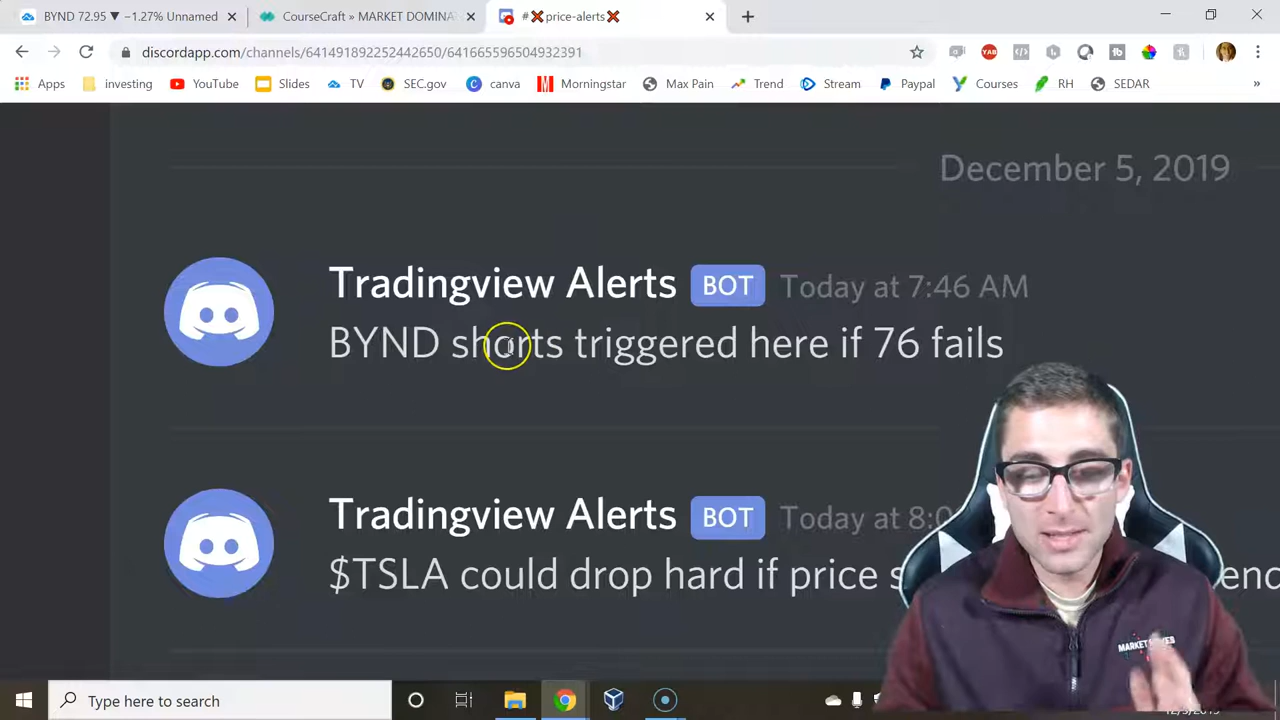 BYND 72.95 ▼ −1.27% Unnamed
CourseCraft » MARKET DOMINA
#❌price-alerts❌
discordapp.com/channels/641491892252442650/641665596504932391
Apps investing YouTube Slides TV SEC.gov canva Morningstar Max Pain Trend Stream Paypal Courses RH SEDAR »
December 5, 2019
Tradingview Alerts BOT Today at 7:46 AM
BYND shorts triggered here if 76 fails
Tradingview Alerts BOT Today at 8:0
$TSLA could drop hard if price s
Type here to search